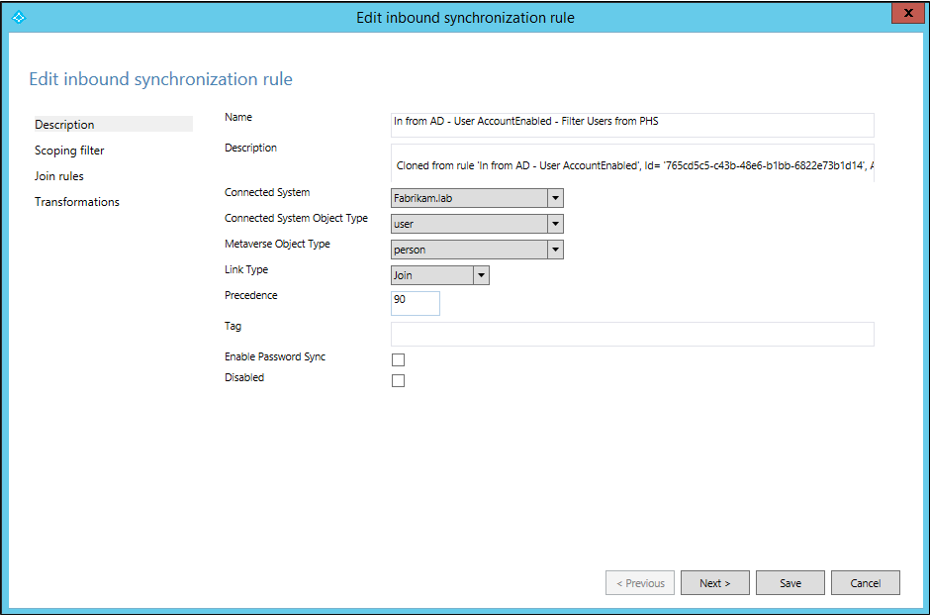 Edit inbound synchronization rule
X
Edit inbound synchronization rule
Description
Scoping filter
Join rules
Transformations
Name
In from AD - User AccountEnabled - Filter Users from PHS
Description
Cloned from rule 'In from AD - User AccountEnabled', Id= '765cd5c5-c43b-48e6-b1bb-6822e73b1d14', A
Connected System
Fabrikam.lab
Connected System Object Type
user
Metaverse Object Type
person
Link Type
Join
Precedence
90
Tag
Enable Password Sync
Disabled
< Previous
Next >
Save
Cancel